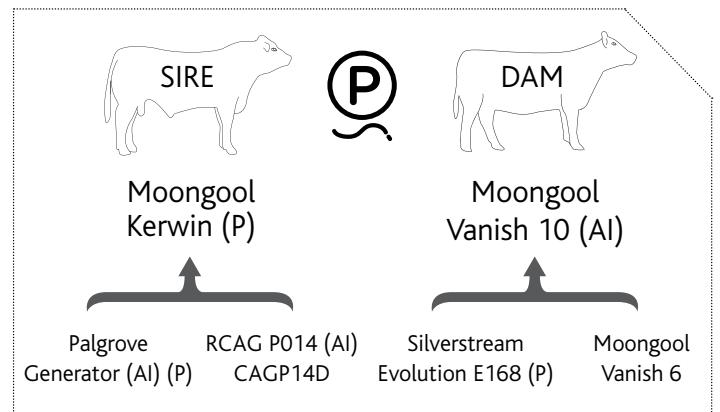 SIRE
P
DAM
Moongool
Kerwin (P)
Moongool
Vanish 10 (AI)
Palgrove
Generator (AI) (P)
RCAG P014 (AI)
CAGP14D
Silverstream
Evolution E168 (P)
Moongool
Vanish 6